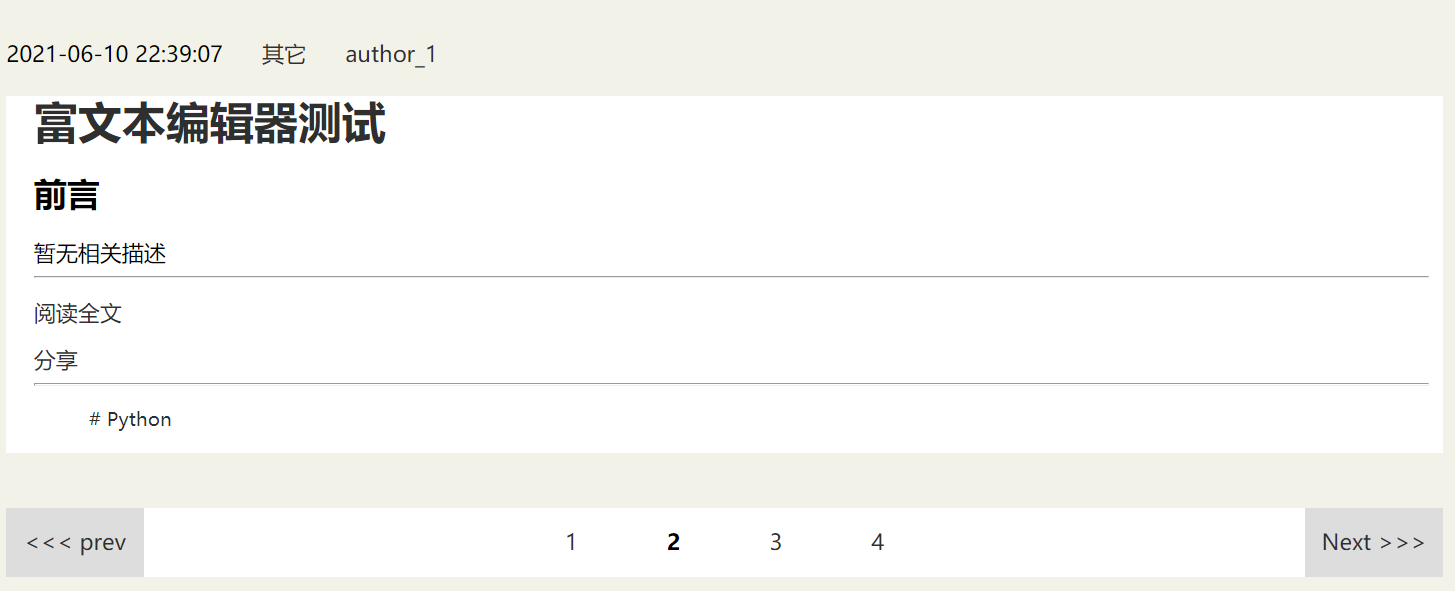 2021-06-10 22:39:07 其它 author_1
富文本编辑器测试
前言
暂无相关描述
阅读全文
分享
# Python
<<< prev 1 2 3 4 Next >>>